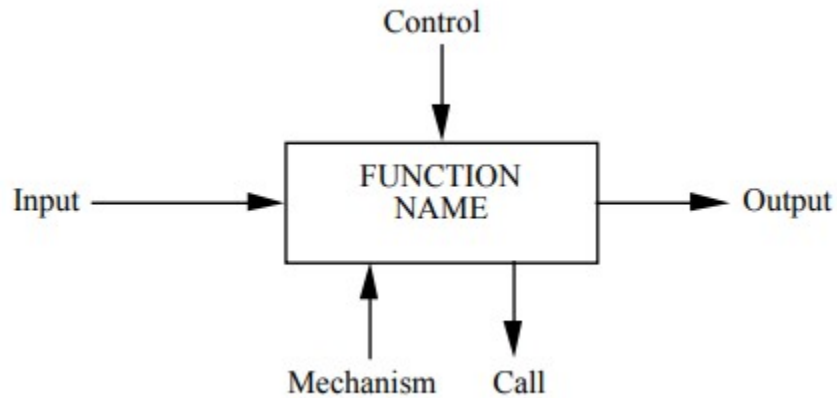 Control
FUNCTION
NAME
Input
Output
Mechanism
Call